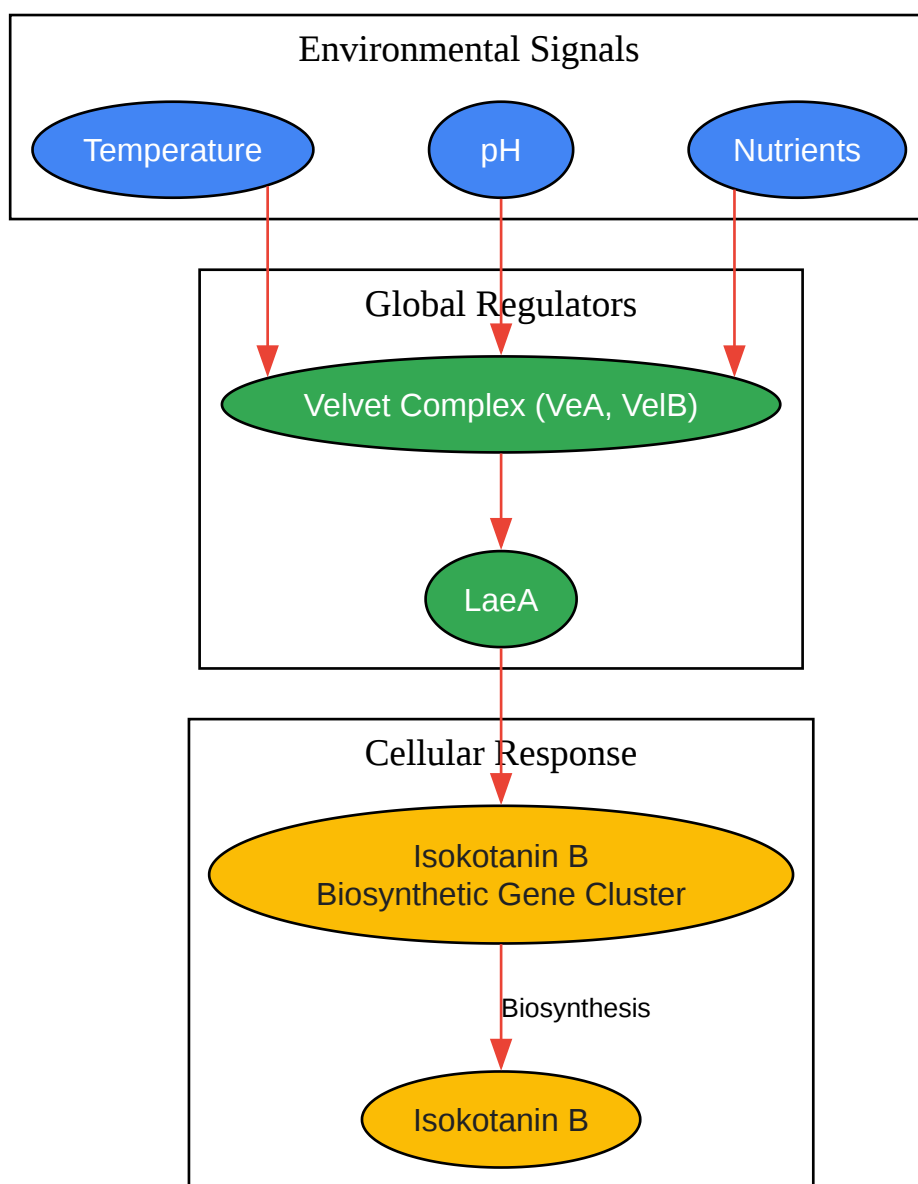 Environmental Signals
Temperature
pH
Nutrients
Global Regulators
Velvet Complex (VeA, VelB)
LaeA
Cellular Response
Isokotanin B
Biosynthetic Gene Cluster
Biosynthesis
Isokotanin B